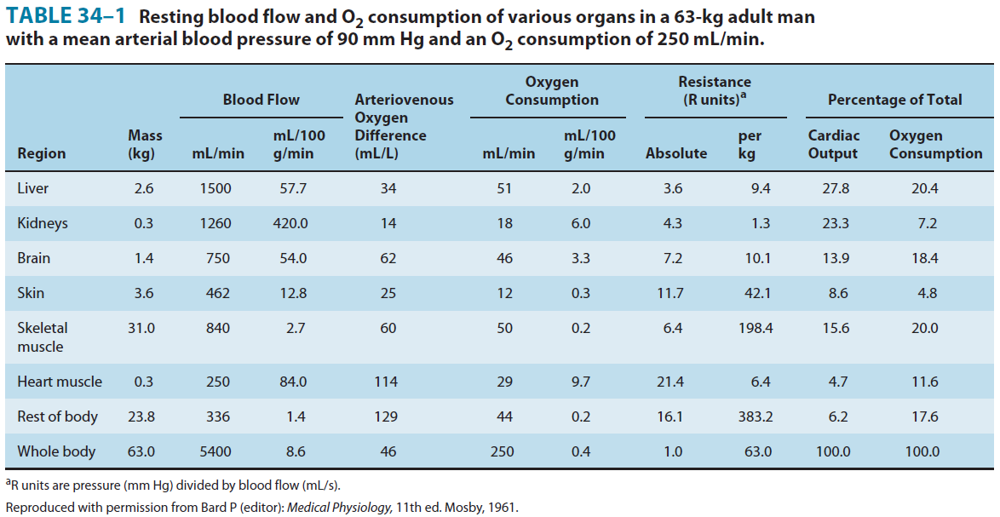 TABLE 34–1 Resting blood flow and O2 consumption of various organs in a 63-kg adult man
with a mean arterial blood pressure of 90 mm Hg and an O2 consumption of 250 mL/min.
Region Mass (kg) Blood Flow mL/min mL/100 g/min Arteriovenous Oxygen Difference (mL/L) Oxygen Consumption mL/min mL/100 g/min Resistance (R units)a Absolute per kg Percentage of Total Cardiac Output Oxygen Consumption
Liver 2.6 1500 57.7 34 51 2.0 3.6 9.4 27.8 20.4
Kidneys 0.3 1260 420.0 14 18 6.0 4.3 1.3 23.3 7.2
Brain 1.4 750 54.0 62 46 3.3 7.2 10.1 13.9 18.4
Skin 3.6 462 12.8 25 12 0.3 11.7 42.1 8.6 4.8
Skeletal muscle 31.0 840 2.7 60 50 0.2 6.4 198.4 15.6 20.0
Heart muscle 0.3 250 84.0 114 29 9.7 21.4 6.4 4.7 11.6
Rest of body 23.8 336 1.4 129 44 0.2 16.1 383.2 6.2 17.6
Whole body 63.0 5400 8.6 46 250 0.4 1.0 63.0 100.0 100.0
aR units are pressure (mm Hg) divided by blood flow (mL/s).
Reproduced with permission from Bard P (editor): Medical Physiology, 11th ed. Mosby, 1961.